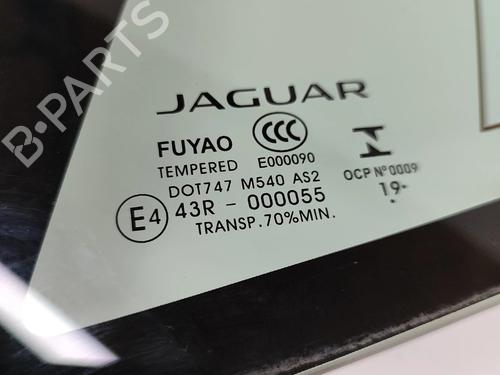 B-PARTS
JAGUAR
FUYAO CCC
TEMPERED E000090
DOT747 M540 AS2
E4 43R - 000055
TRANSP.70%MIN.
OCP Nº0009
19·